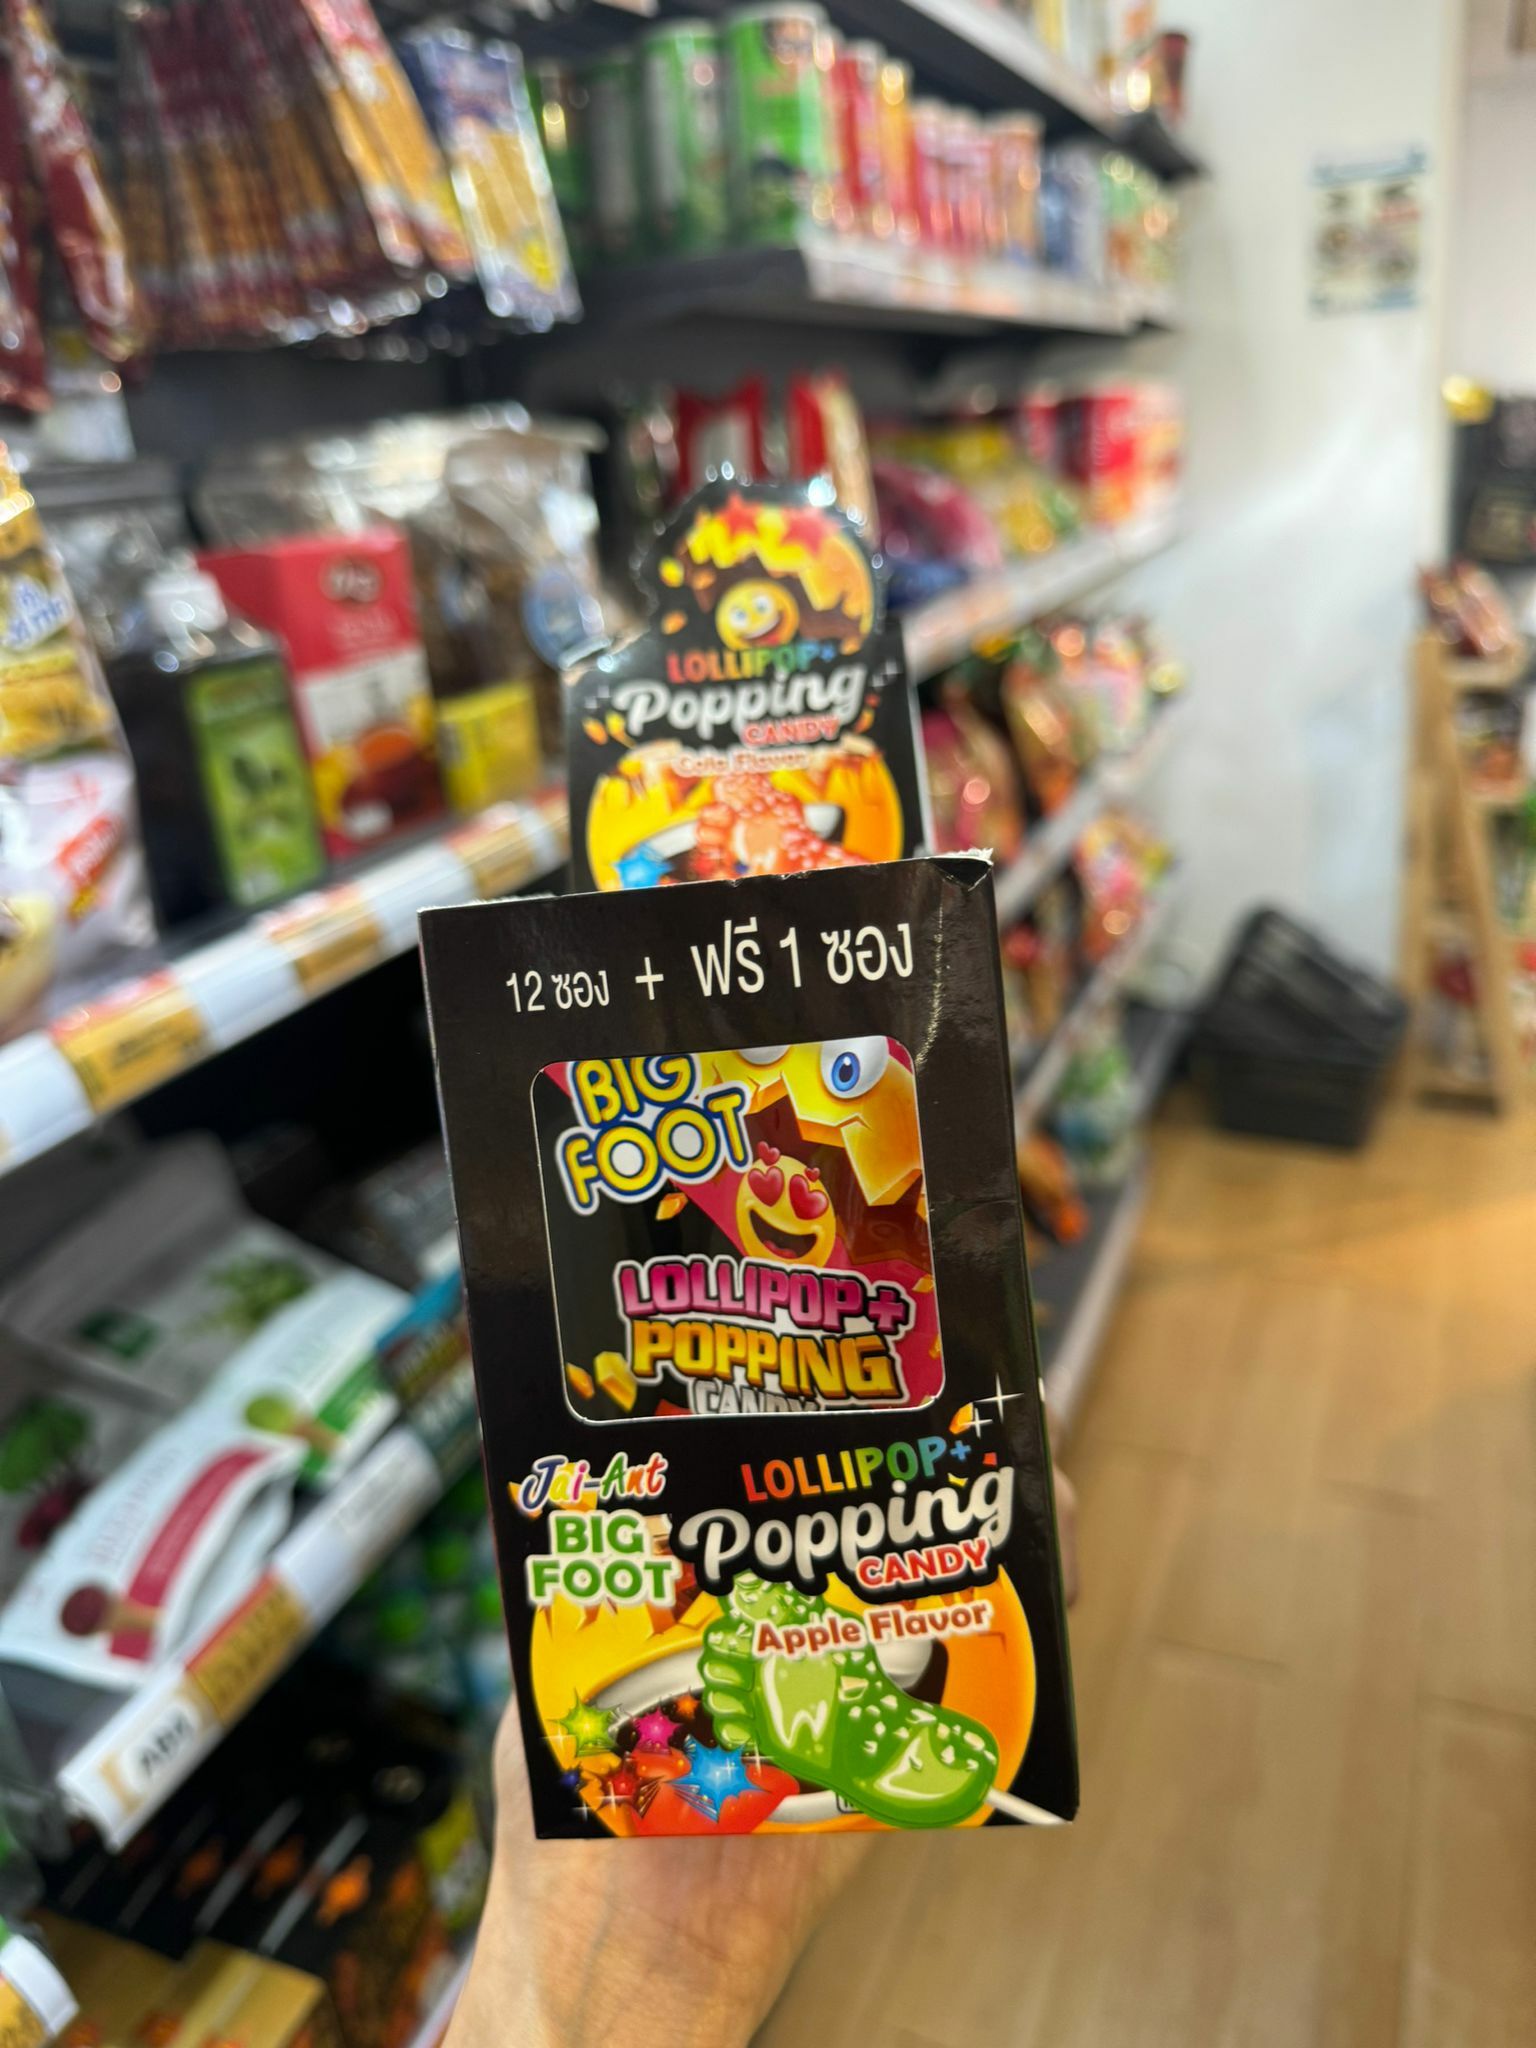 LOLLIPOP+
Popping
CANDY
Cola Flavor
12 ซอง + ฟรี 1 ซอง
BIG
FOOT
LOLLIPOP+
POPPING
CANDY
Jai-Ant
BIG
FOOT
LOLLIPOP+
Popping
CANDY
Apple Flavor